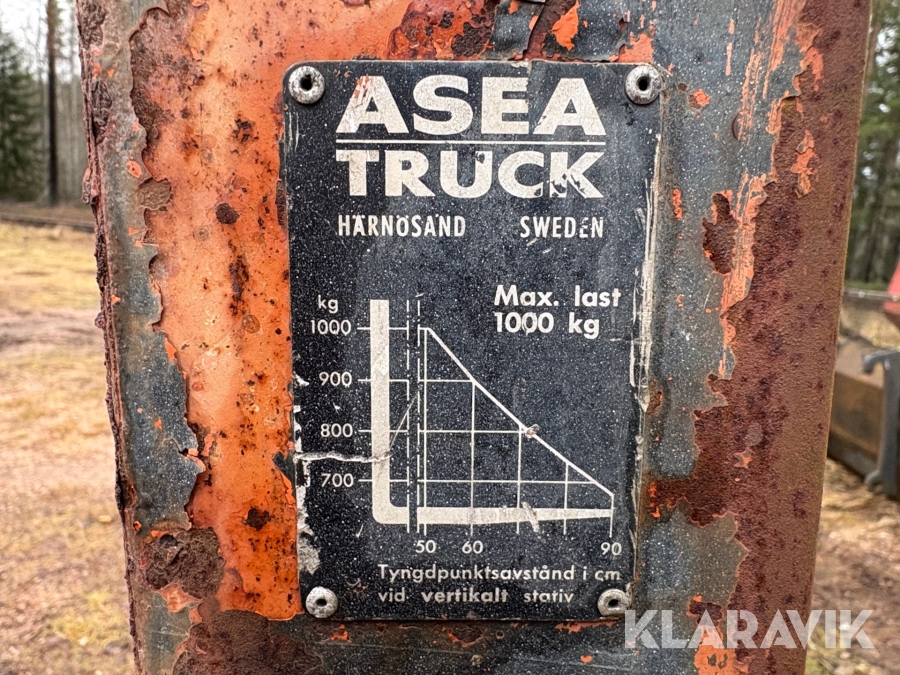 ASEA
TRUCK
HÄRNÖSAND SWEDEN
Max. last
1000 kg
kg
1000
900
800
700
50 60 90
Tyngdpunktsavstånd i cm
vid vertikalt stativ
KLARAVIK